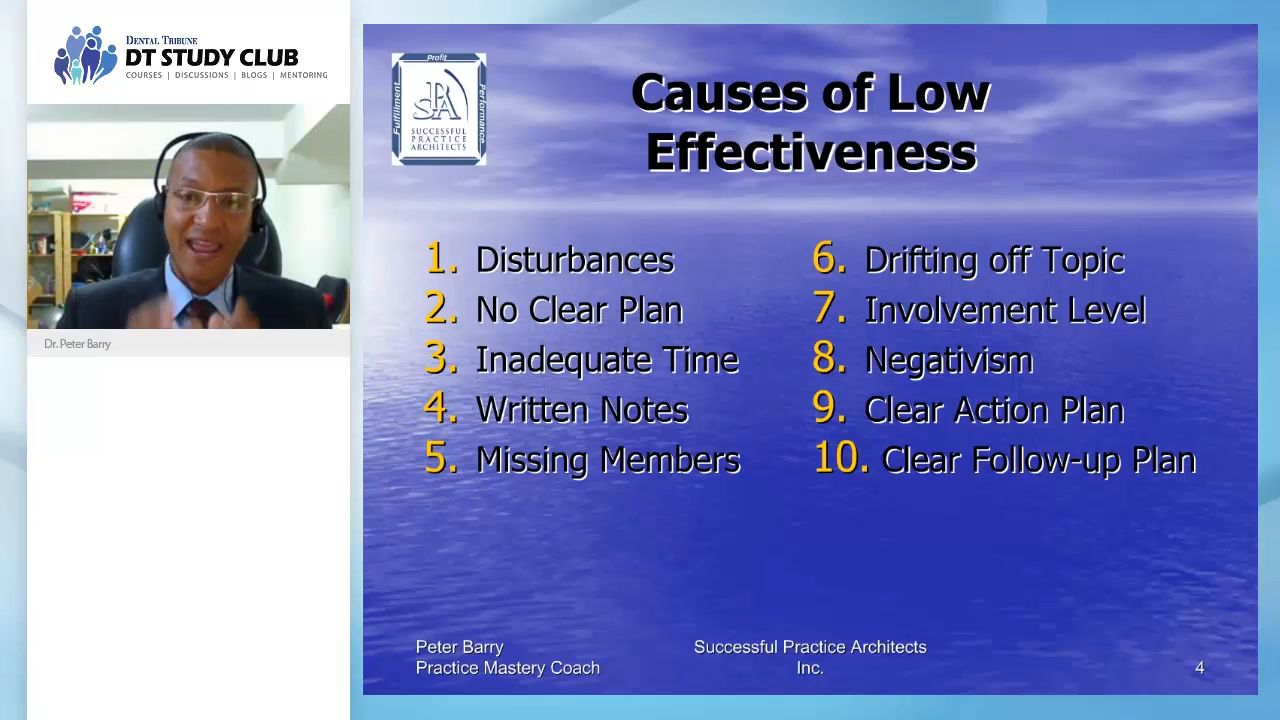 DENTAL TRIBUNE
DT STUDY CLUB
COURSES | DISCUSSIONS | BLOGS | MENTORING
Dr. Peter Barry
Profit
Fulfillment
Performance
SPA
SUCCESSFUL
PRACTICE
ARCHITECTS
Causes of Low
Effectiveness
1. Disturbances
2. No Clear Plan
3. Inadequate Time
4. Written Notes
5. Missing Members
6. Drifting off Topic
7. Involvement Level
8. Negativism
9. Clear Action Plan
10. Clear Follow-up Plan
Peter Barry
Practice Mastery Coach
Successful Practice Architects
Inc.
4